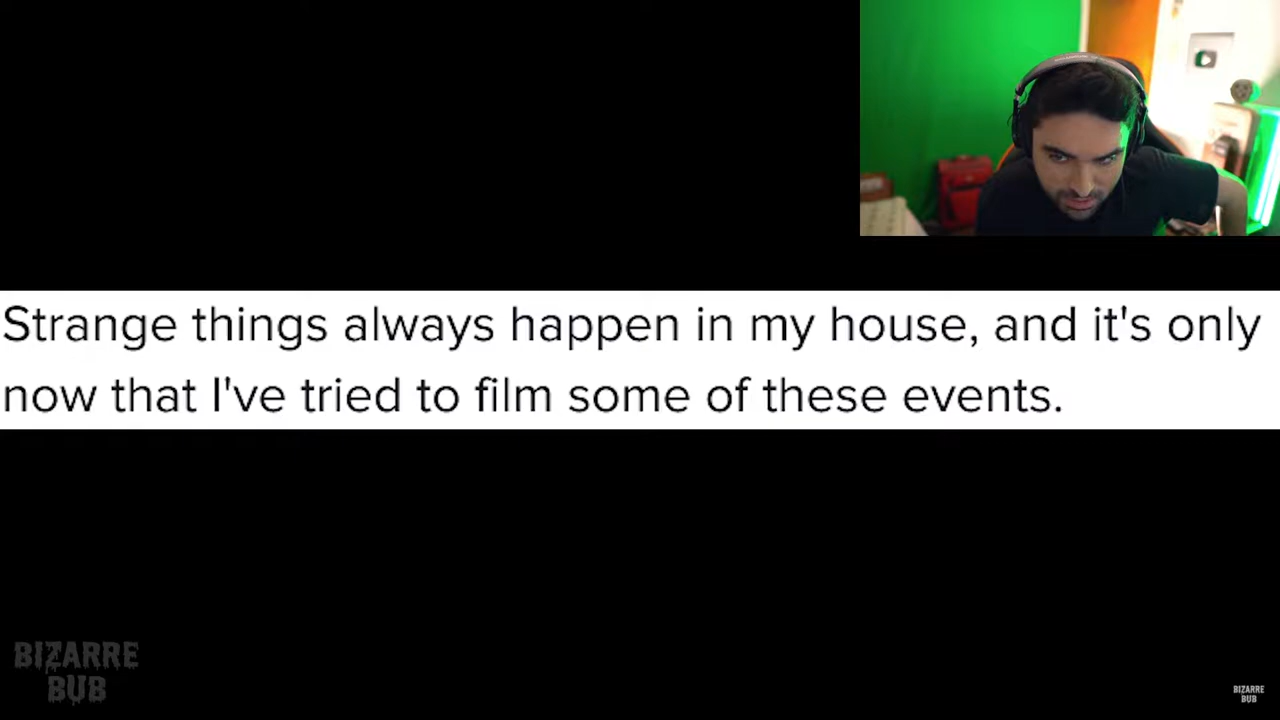 Strange things always happen in my house, and it's only
now that I've tried to film some of these events.
BIZARRE
BUB
BIZARRE
BUB